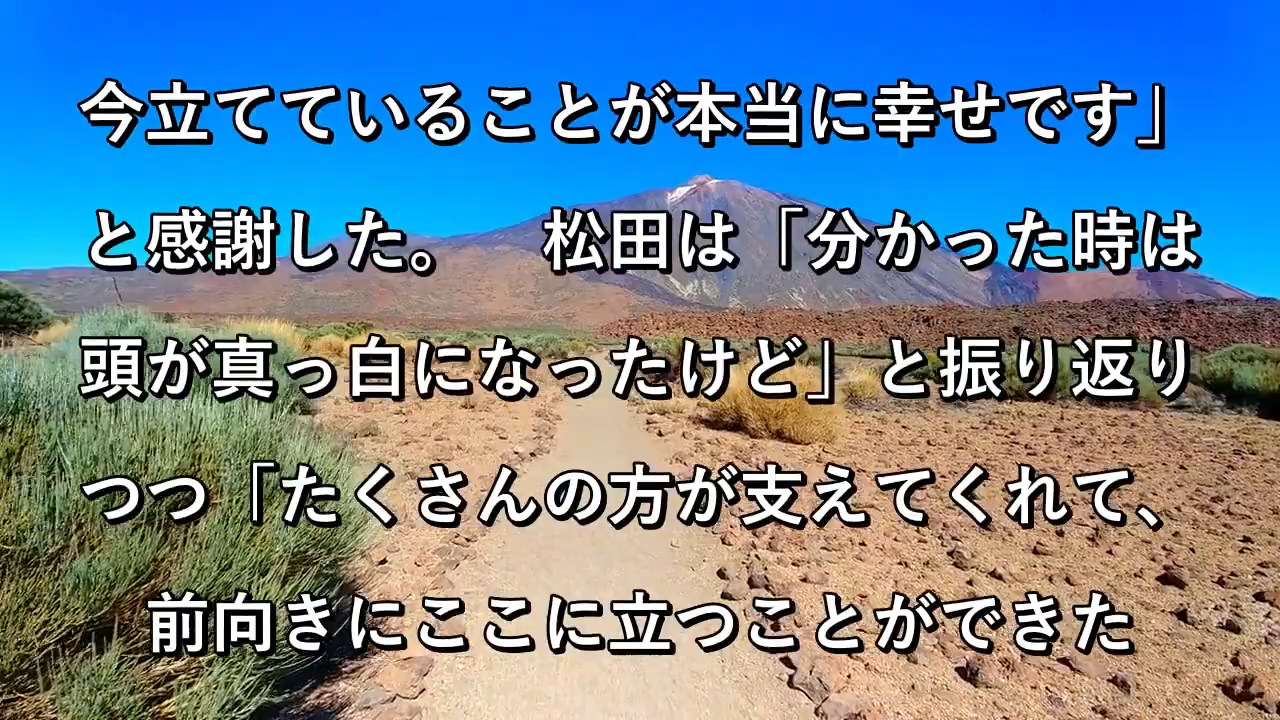 今立てていることが本当に幸せです」
と感謝した。　松田は「分かった時は
頭が真っ白になったけど」と振り返り
つつ「たくさんの方が支えてくれて、
前向きにここに立つことができた